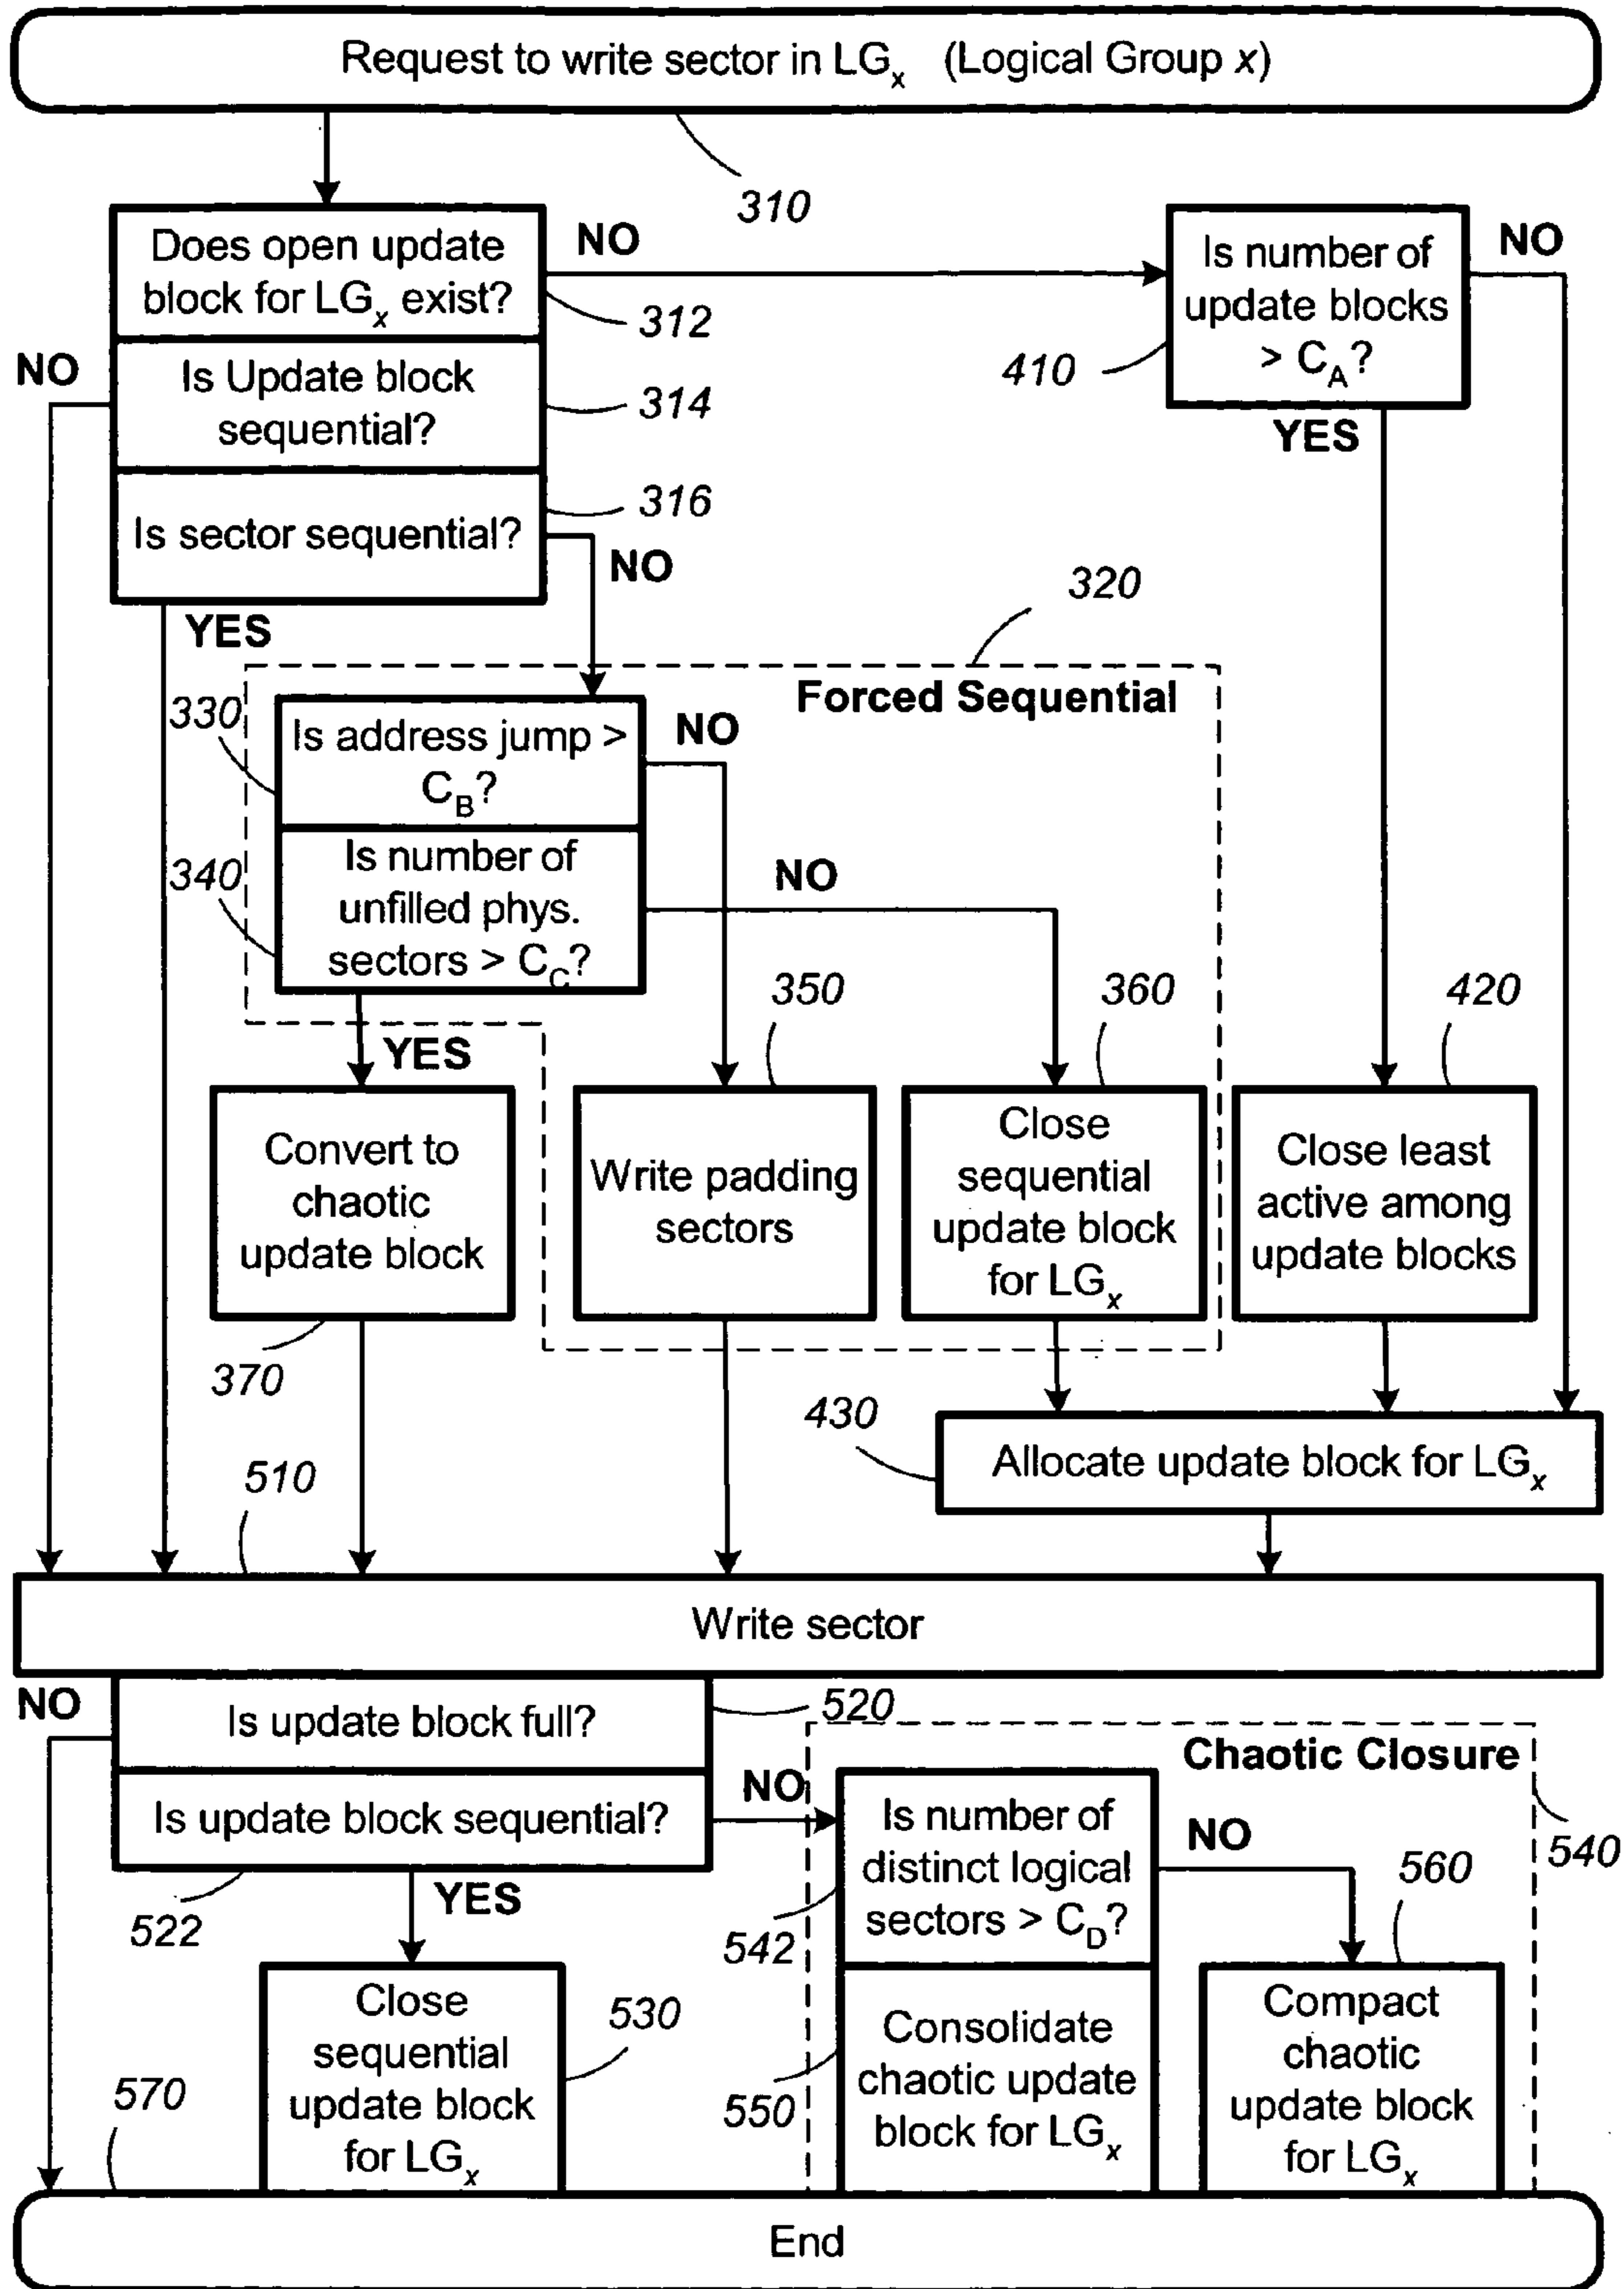 Request to write sector in LGx (Logical Group x)
310
Does open update
block for LGx exist?
NO
312
Is number of
update blocks
> CA?
NO
410
YES
NO
Is Update block
sequential?
314
316
Is sector sequential?
NO
YES
320
Forced Sequential
330
Is address jump >
CB?
NO
340
Is number of
unfilled phys.
sectors > CC?
NO
YES
350
360
420
Convert to
chaotic
update block
370
Write padding
sectors
Close
sequential
update block
for LGx
Close least
active among
update blocks
430
Allocate update block for LGx
510
Write sector
NO
Is update block full?
520
Is update block sequential?
NO
522
YES
Chaotic Closure
540
Is number of
distinct logical
sectors > CD?
542
NO
560
Close
sequential
update block
for LGx
530
Consolidate
chaotic update
block for LGx
550
Compact
chaotic
update block
for LGx
570
End